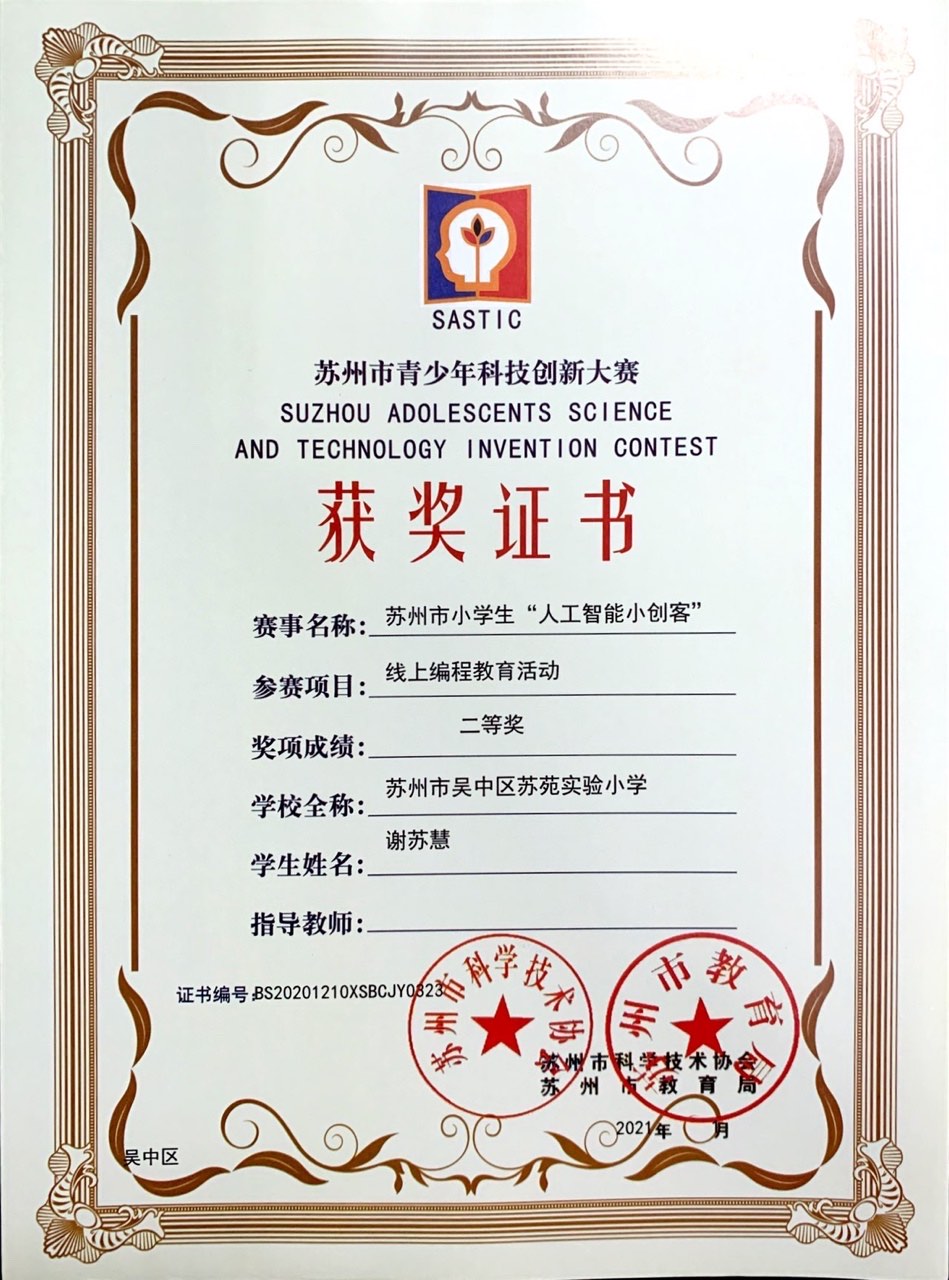 SASTIC
苏州市青少年科技创新大赛
SUZHOU ADOLESCENTS SCIENCE
AND TECHNOLOGY INVENTION CONTEST
获奖证书
赛事名称：苏州市小学生“人工智能小创客”
参赛项目：线上编程教育活动
奖项成绩：二等奖
学校全称：苏州市吴中区苏苑实验小学
学生姓名：谢苏慧
指导教师：
证书编号：BS20201210XSBCJY0323
苏州市科学技术协会
苏州市教育局
苏州市科学技术协会
苏州市教育局
2021年 月
吴中区